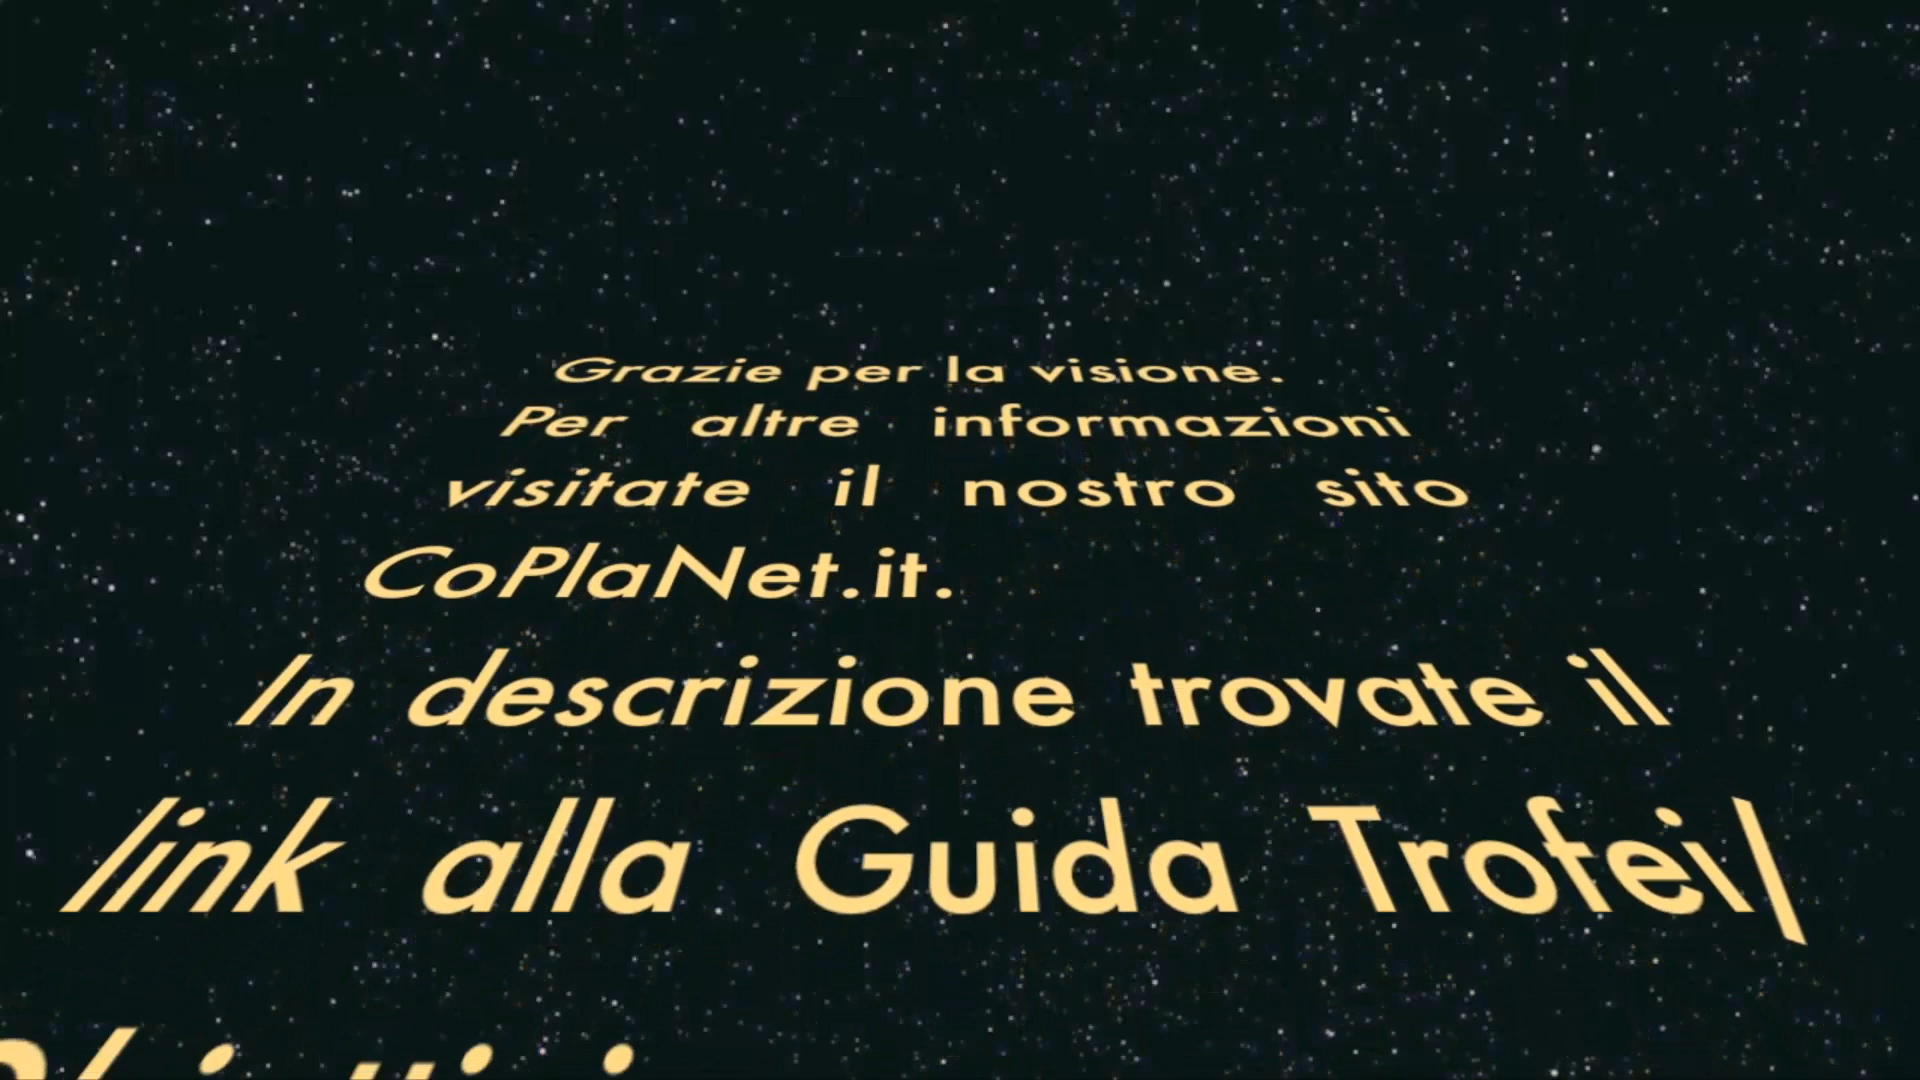 Grazie per la visione.
Per altre informazioni
visitate il nostro sito
CoPlaNet.it.
In descrizione trovate il
link alla Guida Trofei\